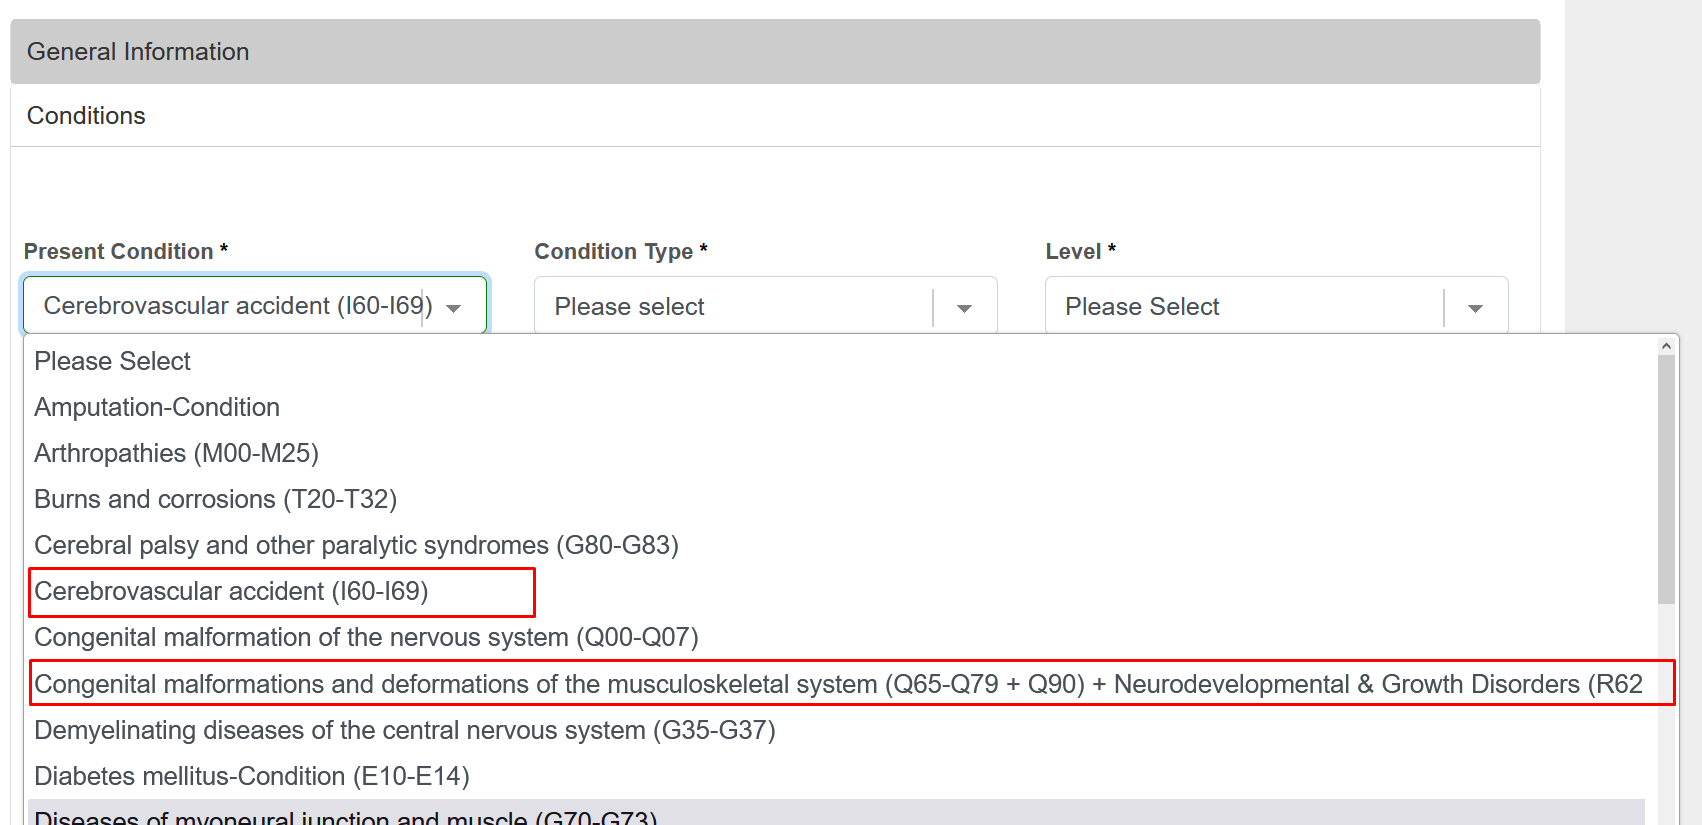 General Information
Conditions
Present Condition * Condition Type * Level *
Cerebrovascular accident (I60-I69) Please select Please Select
Please Select
Amputation-Condition
Arthropathies (M00-M25)
Burns and corrosions (T20-T32)
Cerebral palsy and other paralytic syndromes (G80-G83)
Cerebrovascular accident (I60-I69)
Congenital malformation of the nervous system (Q00-Q07)
Congenital malformations and deformations of the musculoskeletal system (Q65-Q79 + Q90) + Neurodevelopmental & Growth Disorders (R62
Demyelinating diseases of the central nervous system (G35-G37)
Diabetes mellitus-Condition (E10-E14)
Diseases of myoneural junction and muscle (G70-G73)